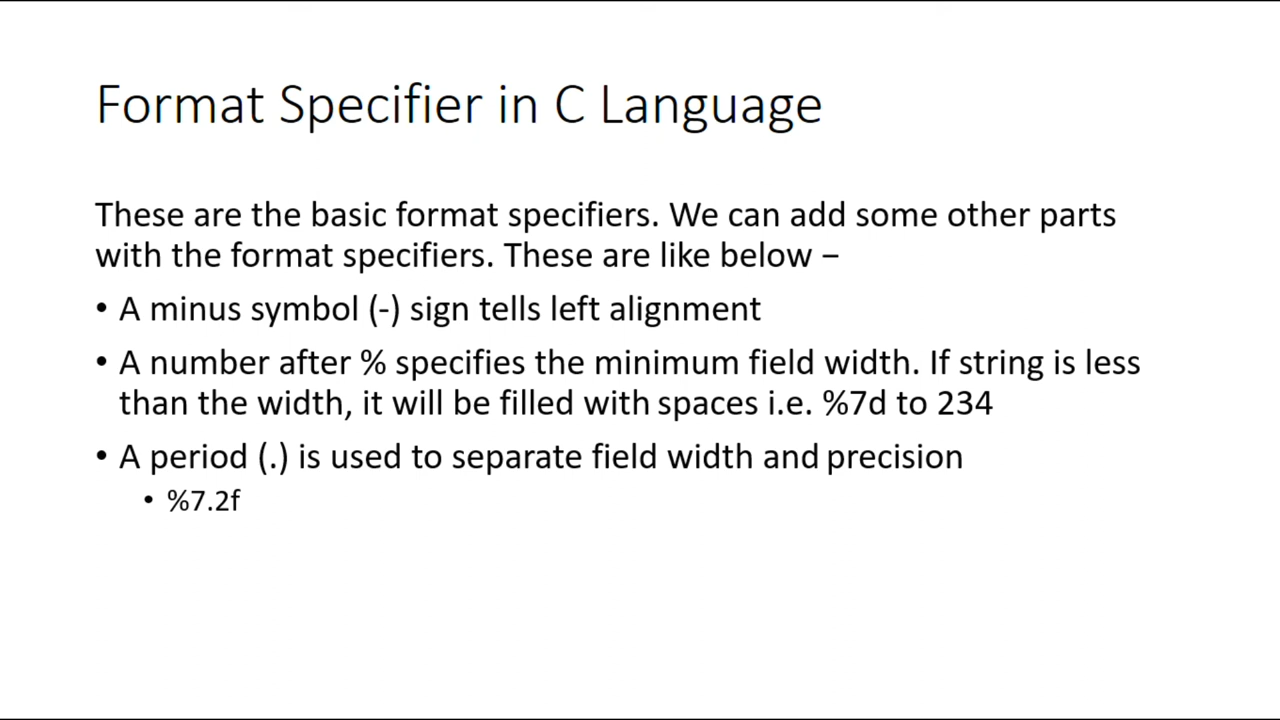 Format Specifier in C Language
These are the basic format specifiers. We can add some other parts
with the format specifiers. These are like below −
• A minus symbol (-) sign tells left alignment
• A number after % specifies the minimum field width. If string is less
than the width, it will be filled with spaces i.e. %7d to 234
• A period (.) is used to separate field width and precision
• %7.2f